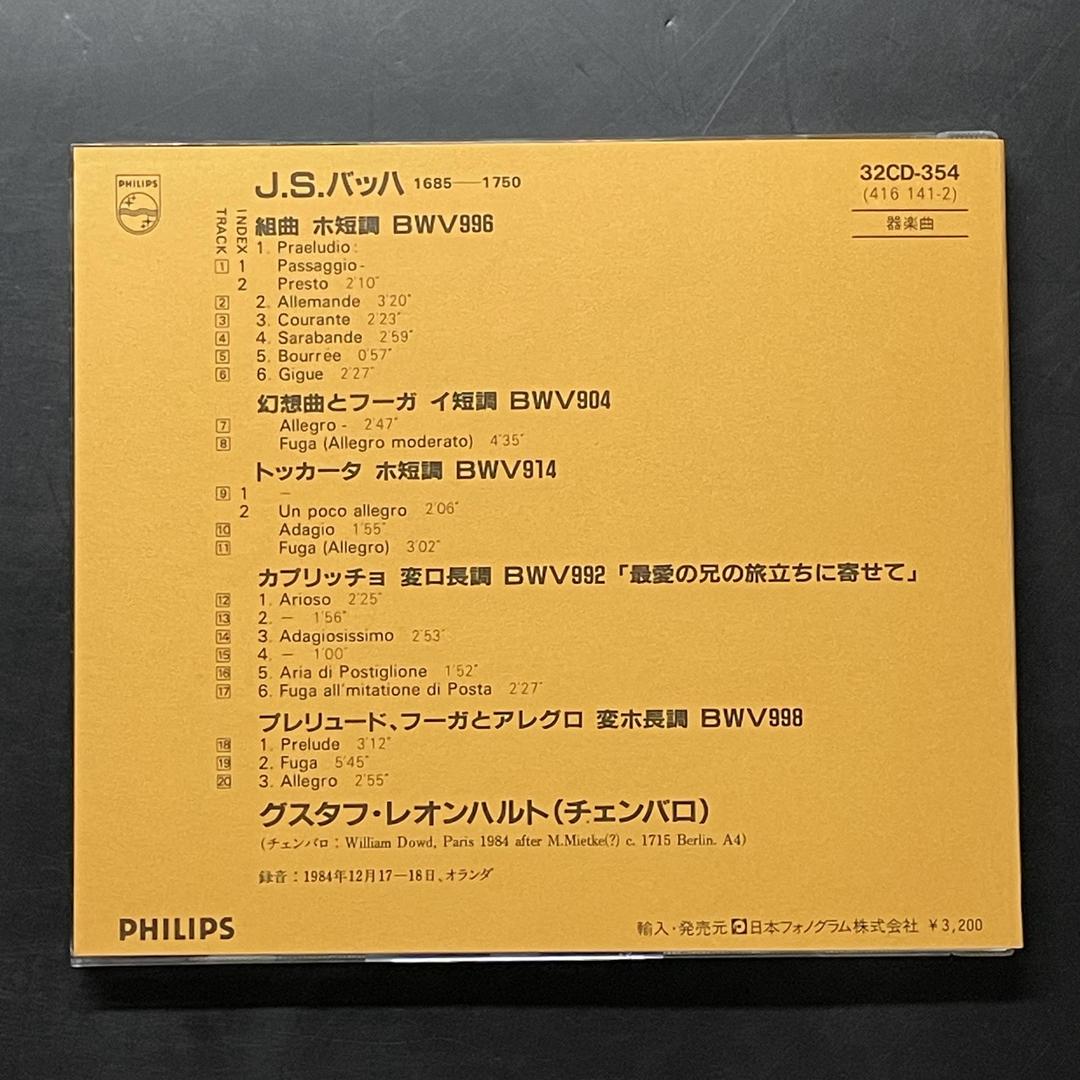 PHILIPS
J.S.バッハ 1685—1750
32CD-354
(416 141-2)
器楽曲
TRACK
INDEX
組曲 ホ短調 BWV996
1. Praeludio:
1 1 Passaggio-
2 Presto 2'10"
2 2. Allemande 3'20"
3 3. Courante 2'23"
4 4. Sarabande 2'59"
5 5. Bourrée 0'57"
6 6. Gigue 2'27"
幻想曲とフーガ イ短調 BWV904
7 Allegro - 2'47"
8 Fuga (Allegro moderato) 4'35"
トッカータ ホ短調 BWV914
9 1 —
2 Un poco allegro 2'06"
10 Adagio 1'55"
11 Fuga (Allegro) 3'02"
カプリッチョ 変ロ長調 BWV992「最愛の兄の旅立ちに寄せて」
12 1. Arioso 2'25"
13 2. — 1'56"
14 3. Adagiosissimo 2'53"
15 4. — 1'00"
16 5. Aria di Postiglione 1'52"
17 6. Fuga all'mitatione di Posta 2'27"
プレリュード、フーガとアレグロ 変ホ長調 BWV998
18 1. Prelude 3'12"
19 2. Fuga 5'45"
20 3. Allegro 2'55"
グスタフ・レオンハルト(チェンバロ)
(チェンバロ：William Dowd, Paris 1984 after M.Mietke(?) c. 1715 Berlin. A4)
録音：1984年12月17—18日、オランダ
PHILIPS
輸入・発売元 日本フォノグラム株式会社 ￥3,200